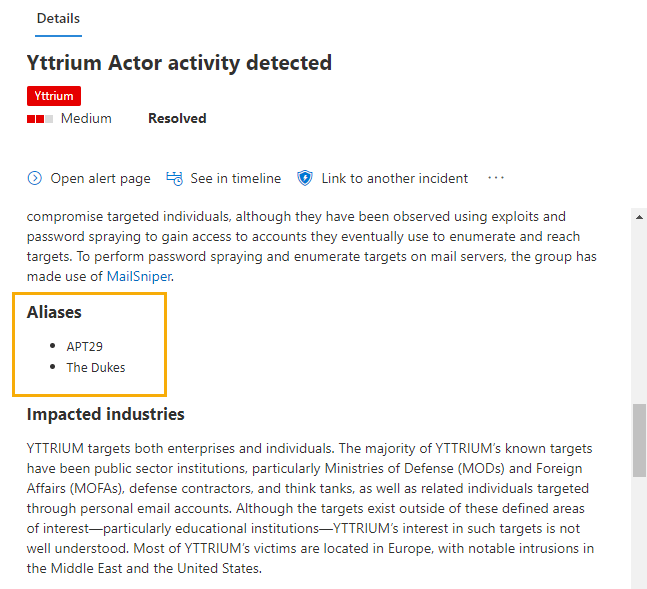 Details
Yttrium Actor activity detected
Yttrium
Medium Resolved
Open alert page See in timeline Link to another incident ···
compromise targeted individuals, although they have been observed using exploits and
password spraying to gain access to accounts they eventually use to enumerate and reach
targets. To perform password spraying and enumerate targets on mail servers, the group has
made use of MailSniper.
Aliases
• APT29
• The Dukes
Impacted industries
YTTRIUM targets both enterprises and individuals. The majority of YTTRIUM’s known targets
have been public sector institutions, particularly Ministries of Defense (MODs) and Foreign
Affairs (MOFAs), defense contractors, and think tanks, as well as related individuals targeted
through personal email accounts. Although the targets exist outside of these defined areas
of interest—particularly educational institutions—YTTRIUM’s interest in such targets is not
well understood. Most of YTTRIUM’s victims are located in Europe, with notable intrusions in
the Middle East and the United States.